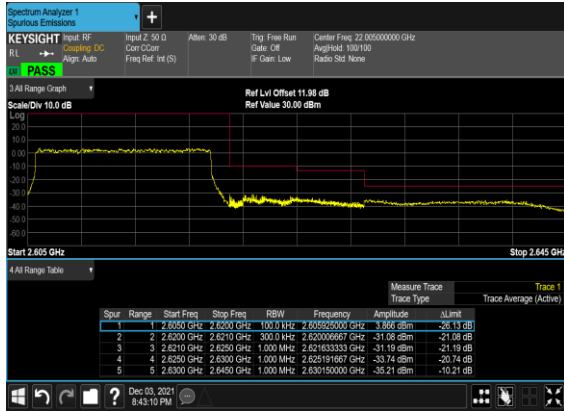 Spectrum Analyzer 1
Spurious Emissions
KEYSIGHT Input: RF Input Z: 50 Ω Atten: 30 dB Trig: Free Run Center Freq: 22.005000000 GHz
RL Coupling: DC Corr CCorr Gate: Off Avg|Hold: 100/100
Align: Auto Freq Ref: Int (S) IF Gain: Low Radio Std: None
PASS
3 All Range Graph
Ref Lvl Offset 11.98 dB
Scale/Div 10.0 dB Ref Value 30.00 dBm
Log
20.0
10.0
0.00
-10.0
-20.0
-30.0
-40.0
-50.0
-60.0
Start 2.605 GHz Stop 2.645 GHz
4 All Range Table
Measure Trace Trace 1
Trace Type Trace Average (Active)
Spur Range Start Freq Stop Freq RBW Frequency Amplitude ΔLimit
1 1 2.6050 GHz 2.6200 GHz 100.0 kHz 2.605925000 GHz 3.866 dBm -26.13 dB
2 2 2.6200 GHz 2.6210 GHz 300.0 kHz 2.620006667 GHz -31.08 dBm -21.08 dB
3 3 2.6210 GHz 2.6250 GHz 1.000 MHz 2.621633333 GHz -31.19 dBm -21.19 dB
4 4 2.6250 GHz 2.6300 GHz 1.000 MHz 2.625191667 GHz -33.74 dBm -20.74 dB
5 5 2.6300 GHz 2.6450 GHz 1.000 MHz 2.630150000 GHz -35.21 dBm -10.21 dB
Dec 03, 2021
8:43:10 PM